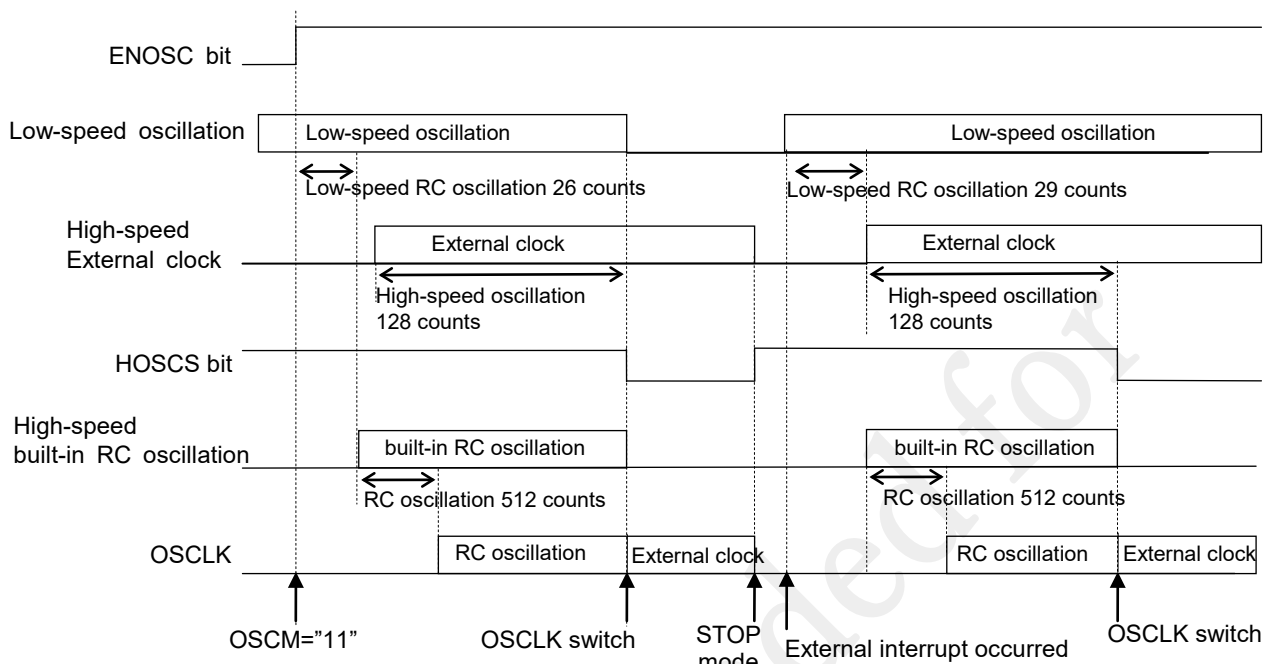 ENOSC bit
Low-speed oscillation
Low-speed oscillation
Low-speed oscillation
Low-speed RC oscillation 26 counts
Low-speed RC oscillation 29 counts
High-speed
External clock
External clock
External clock
High-speed oscillation
128 counts
High-speed oscillation
128 counts
HOSCS bit
High-speed
built-in RC oscillation
built-in RC oscillation
built-in RC oscillation
RC oscillation 512 counts
RC oscillation 512 counts
OSCLK
RC oscillation
External clock
RC oscillation
External clock
OSCM="11"
OSCLK switch
STOP
mode
External interrupt occurred
OSCLK switch
ded for